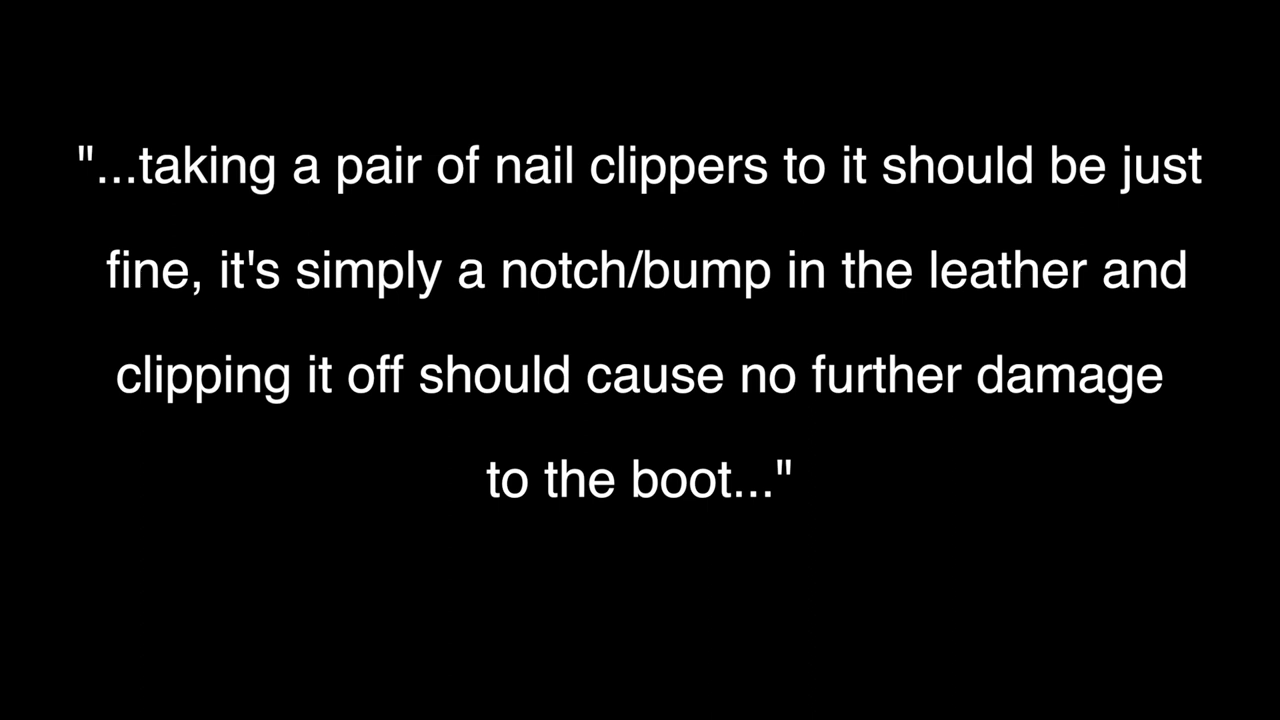 "...taking a pair of nail clippers to it should be just
fine, it's simply a notch/bump in the leather and
clipping it off should cause no further damage
to the boot..."